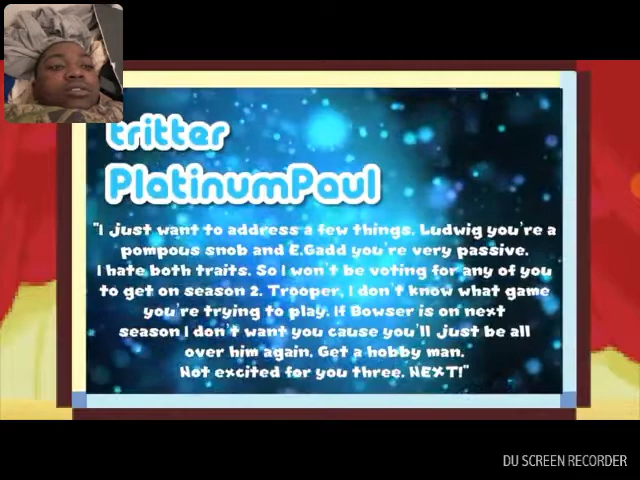 tritter
PlatinumPaul
"I just want to address a few things. Ludwig you're a
pompous snob and E.Gadd you're very passive.
I hate both traits. So I won't be voting for any of you
to get on season 2. Trooper, I don't know what game
you're trying to play. If Bowser is on next
season I don't want you cause you'll just be all
over him again. Get a hobby man.
Not excited for you three. NEXT!"
DU SCREEN RECORDER